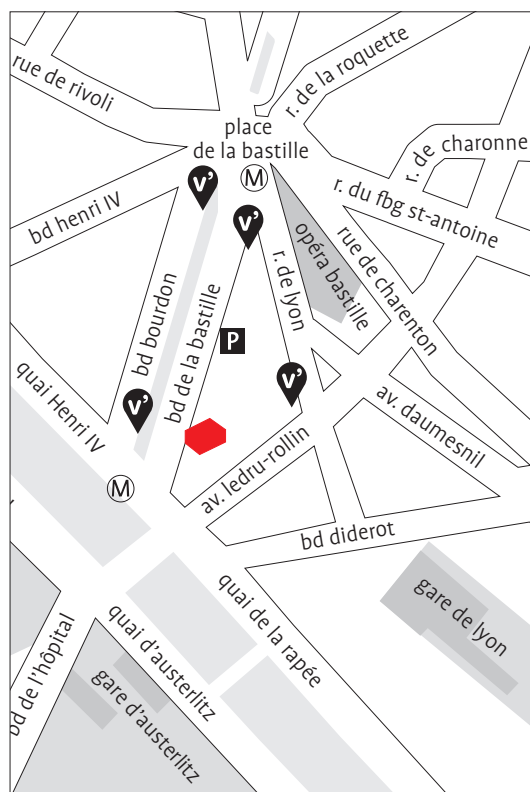 rue de rivoli
r. de la roquette
place
de la bastille
M
r. de charonne
v'
bd henri IV
v'
r. du fbg st-antoine
opéra bastille
r. de lyon
rue de charenton
bd bourdon
bd de la bastille
P
quai Henri IV
v'
v'
av. daumesnil
av. ledru-rollin
M
bd diderot
gare de lyon
quai de la rapée
quai d'austerlitz
bd de l'hôpital
gare d'austerlitz